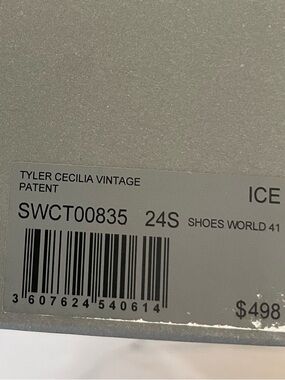 TYLER CECILIA VINTAGE
PATENT
ICE
SWCT00835 24S SHOES WORLD 41
3 607624 540614
$498